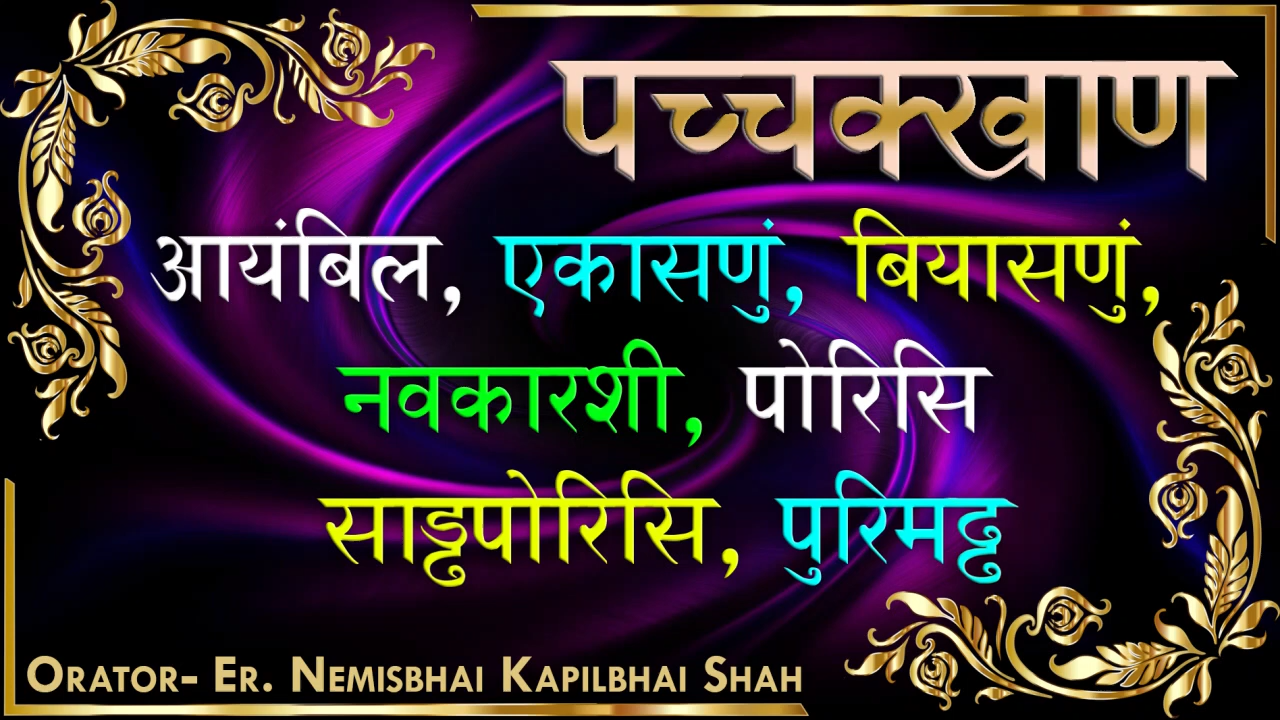 पच्चक्खाण
आयंबिल, एकासणुं, बियासणुं,
नवकारशी, पोरिसि
साड्ढपोरिसि, पुरिमड्ढ
Orator- Er. Nemisbhai Kapilbhai Shah